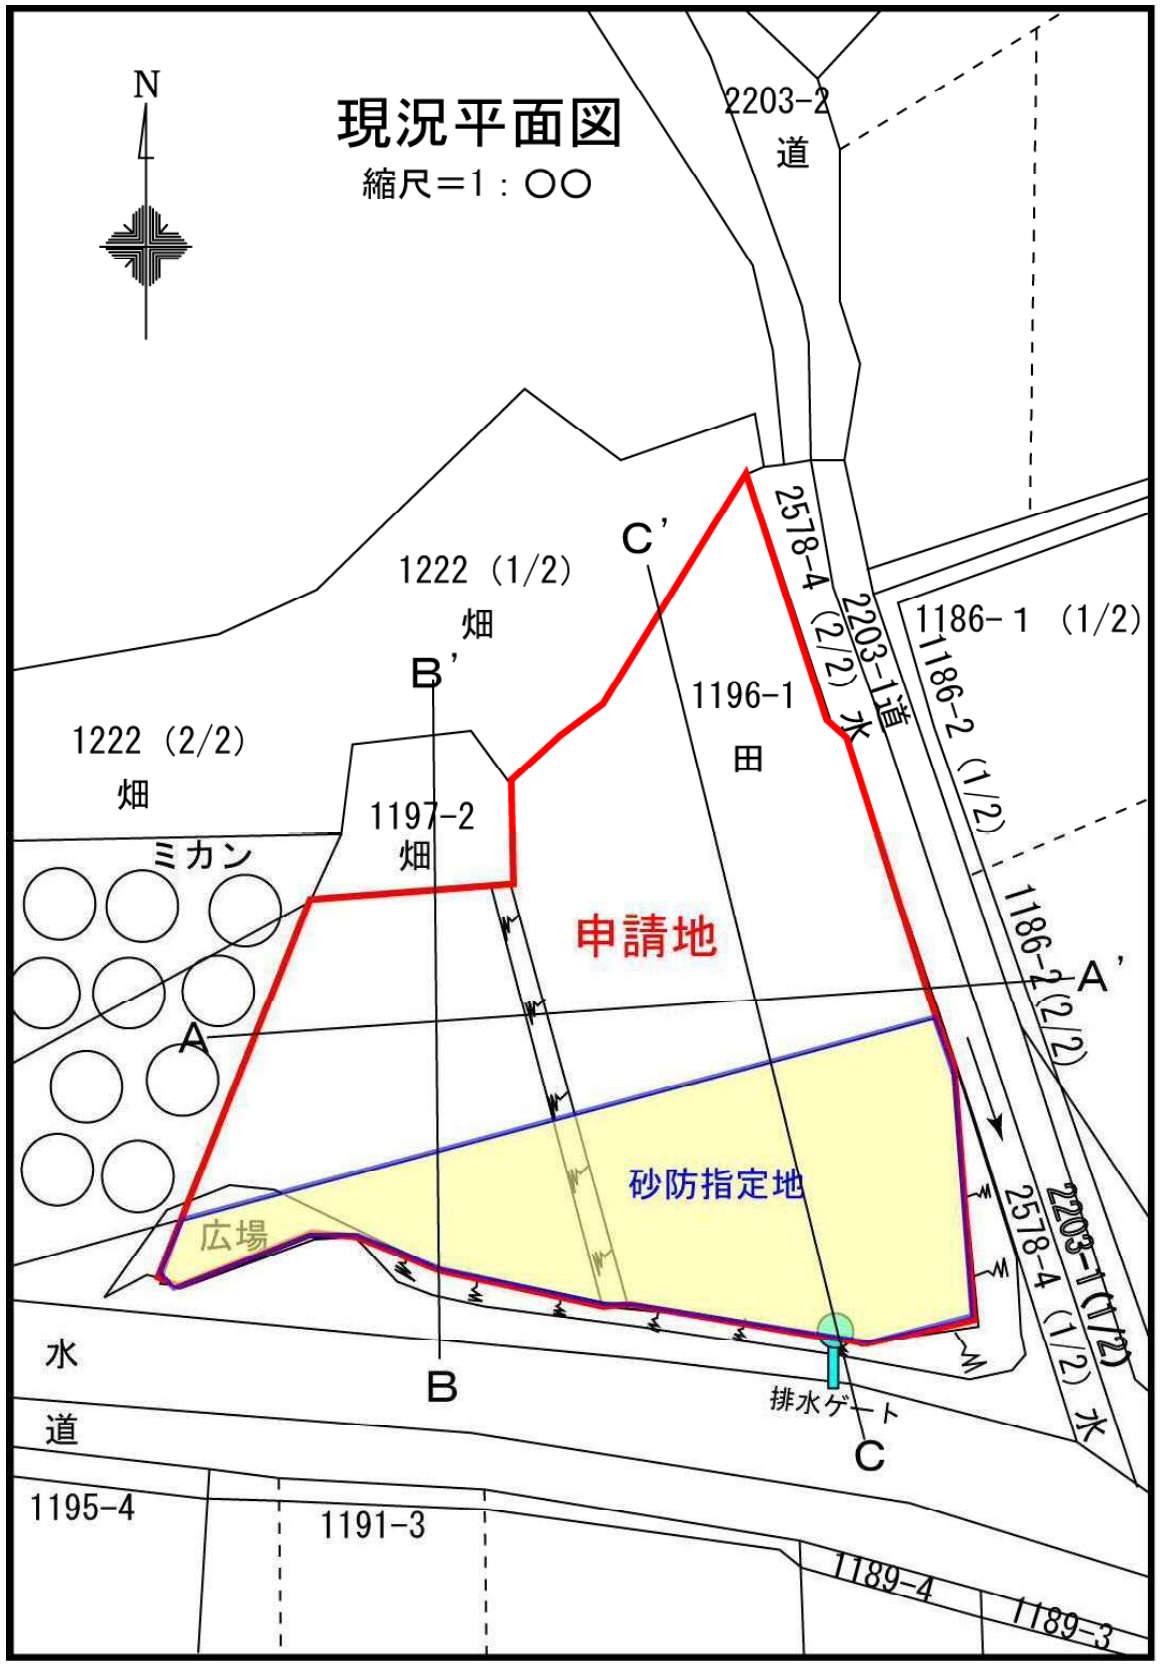 N
現況平面図
縮尺=1:〇〇
2203-2
道
C'
2578-4 (2/2) 水
1222 (1/2)
畑
2203-1道
1186-1 (1/2)
B'
1196-1
田
1186-2 (1/2)
1222 (2/2)
畑
1197-2
畑
ミカン
申請地
1186-2 (2/2)
A'
A
砂防指定地
広場
2578-4 (1/2) 水
2203-1 (1/2)
水
B
排水ゲート
道
C
1195-4
1191-3
1189-4
1189-3